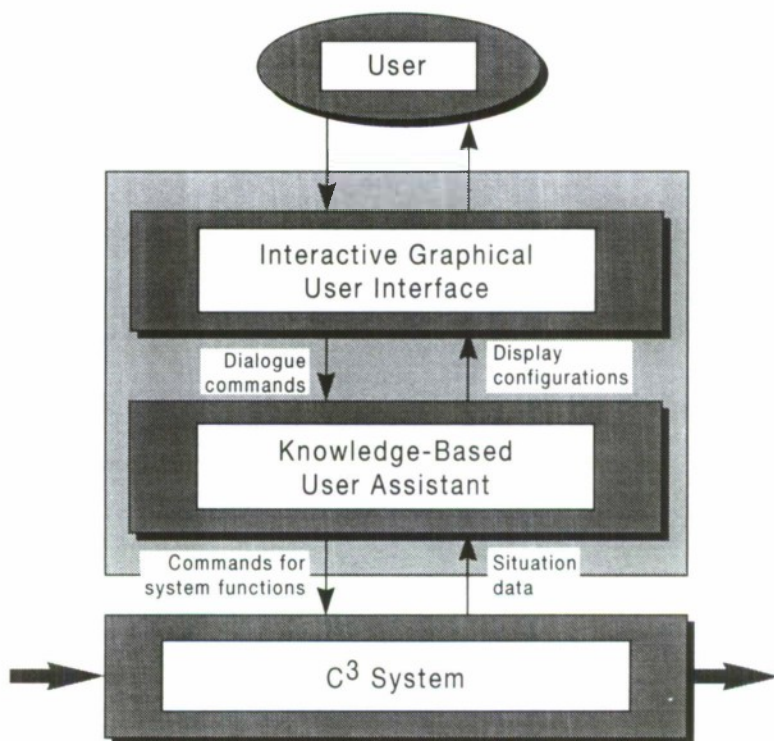 User
Interactive Graphical
User Interface
Dialogue
commands
Display
configurations
Knowledge-Based
User Assistant
Commands for
system functions
Situation
data
C³ System